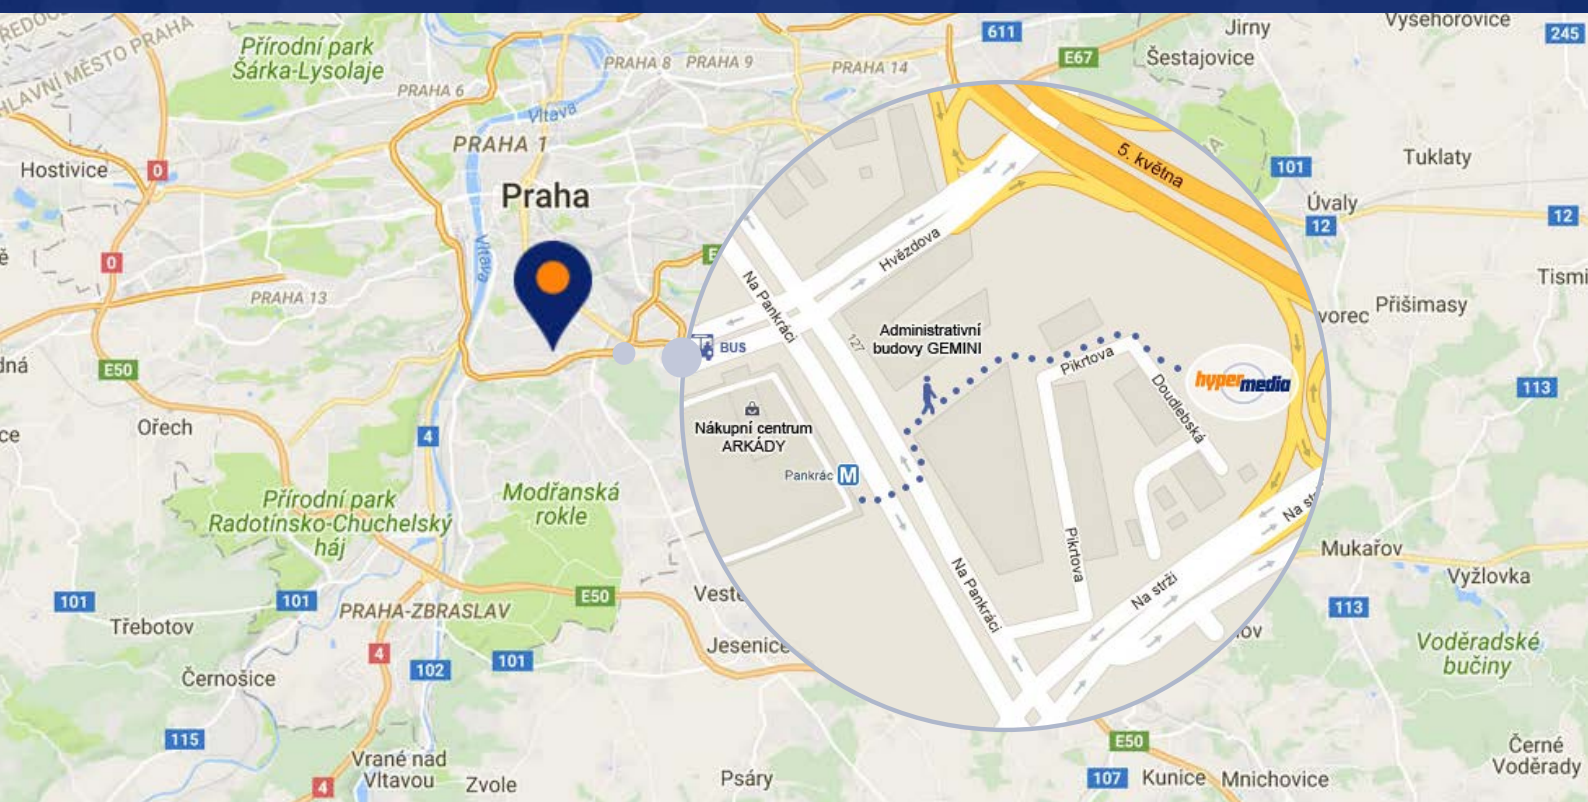 HLAVNÍ MĚSTO PRAHA
Přírodní park
Šárka-Lysolaje
PRAHA 6
PRAHA 8
PRAHA 9
PRAHA 14
611
E67
Jirny
Šestajovice
245
Vltava
PRAHA 1
Hostivice
0
Praha
101
Tuklaty
Úvaly
12
12
Vltava
0
PRAHA 13
Tismi
Přišimasy
E50
5. května
Hvězdova
Na Pankráci
127
BUS
Administrativní
budovy GEMINI
Pikrtova
Doudlebská
hypermedia
Nákupní centrum
ARKÁDY
Pankrác M
Pikrtova
Na Pankráci
Na strži
113
Ořech
4
Přírodní park
Radotínsko-Chuchelský
háj
Modřanská
rokle
E50
Mukařov
Vyžlovka
101
101
PRAHA-ZBRASLAV
113
Třebotov
4
102
101
Jesenice
Voděradské
bučiny
Černošice
115
E50
Vrané nad
Vltavou
Zvole
4
Psáry
107
Kunice
Mnichovice
Černé
Voděrady